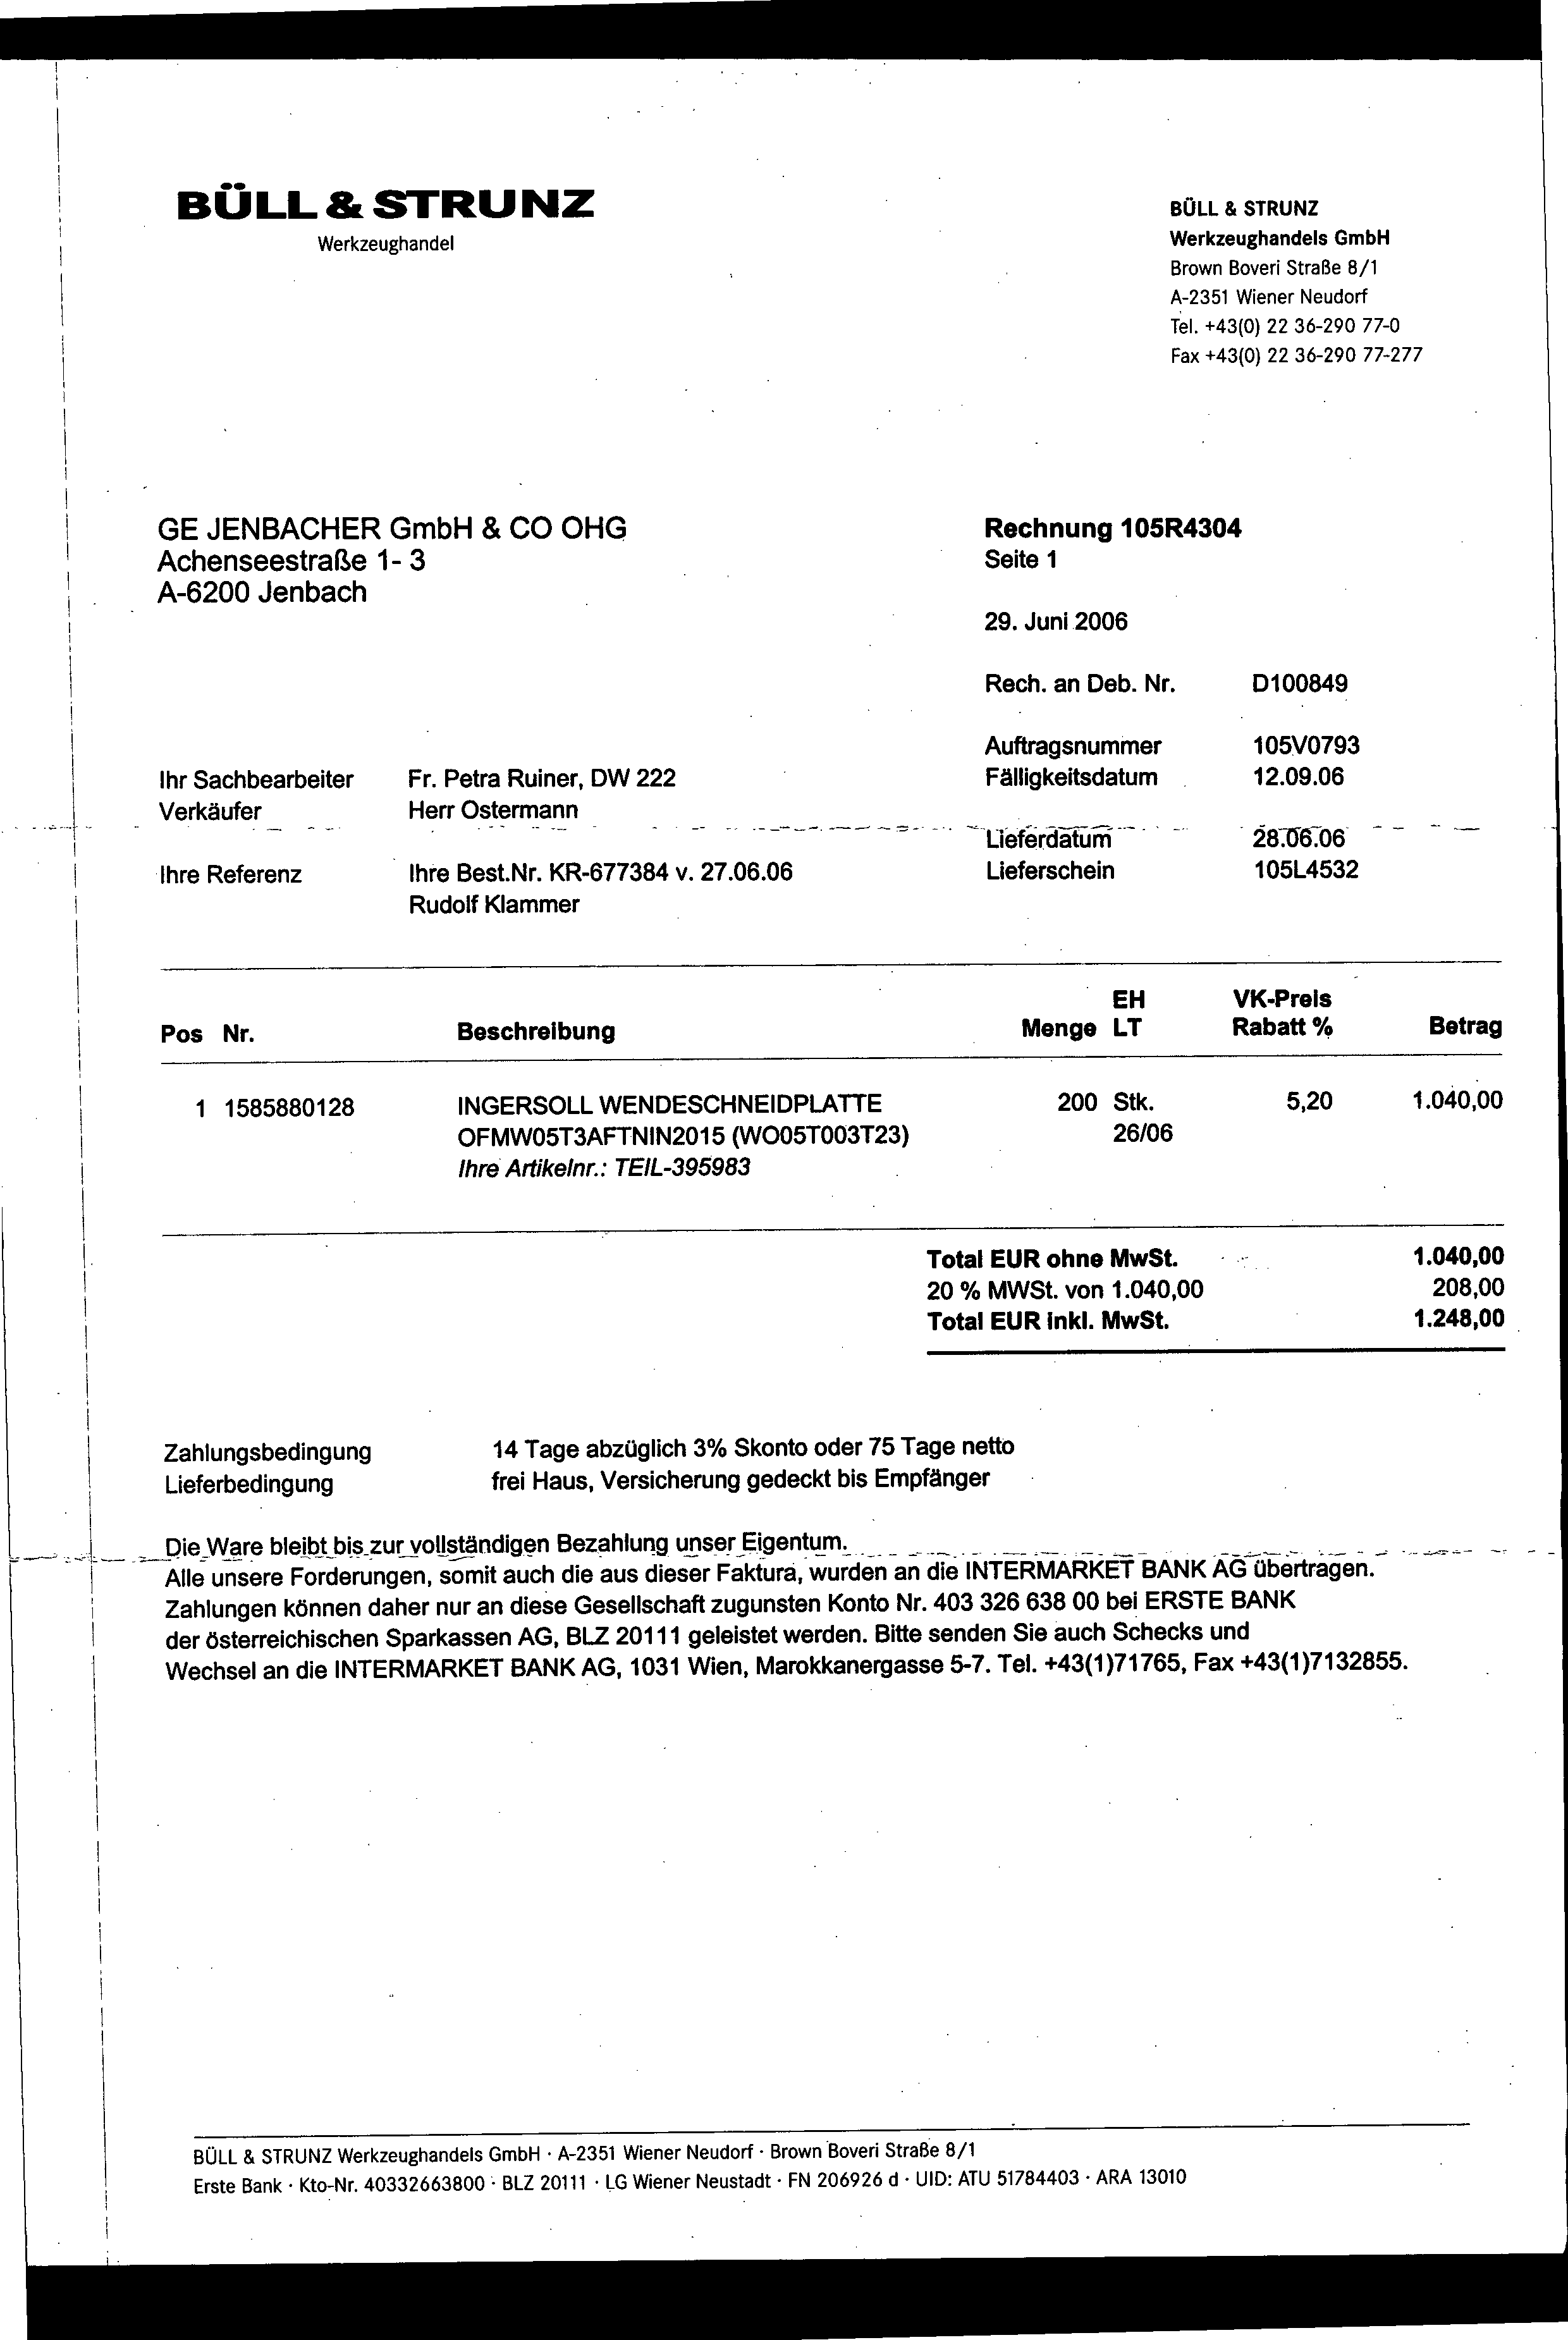 BÜLL & STRUNZ
Werkzeughandel
BÜLL & STRUNZ
Werkzeughandels GmbH
Brown Boveri Straße 8/1
A-2351 Wiener Neudorf
Tel. +43(0) 22 36-290 77-0
Fax +43(0) 22 36-290 77-277
GE JENBACHER GmbH & CO OHG
Achenseestraße 1- 3
A-6200 Jenbach
Rechnung 105R4304
Seite 1
29. Juni 2006
Rech. an Deb. Nr. D100849
Auftragsnummer 105V0793
Fälligkeitsdatum 12.09.06
Lieferdatum 28.06.06
Lieferschein 105L4532
Ihr Sachbearbeiter Fr. Petra Ruiner, DW 222
Verkäufer Herr Ostermann
Ihre Referenz Ihre Best.Nr. KR-677384 v. 27.06.06
Rudolf Klammer
EH VK-Preis
Pos Nr. Beschreibung Menge LT Rabatt % Betrag
1 1585880128 INGERSOLL WENDESCHNEIDPLATTE 200 Stk. 5,20 1.040,00
OFMW05T3AFTNIN2015 (WO05T003T23) 26/06
Ihre Artikelnr.: TEIL-395983
Total EUR ohne MwSt. 1.040,00
20 % MWSt. von 1.040,00 208,00
Total EUR inkl. MwSt. 1.248,00
Zahlungsbedingung 14 Tage abzüglich 3% Skonto oder 75 Tage netto
Lieferbedingung frei Haus, Versicherung gedeckt bis Empfänger
Die Ware bleibt bis zur vollständigen Bezahlung unser Eigentum.
Alle unsere Forderungen, somit auch die aus dieser Faktura, wurden an die INTERMARKET BANK AG übertragen.
Zahlungen können daher nur an diese Gesellschaft zugunsten Konto Nr. 403 326 638 00 bei ERSTE BANK
der österreichischen Sparkassen AG, BLZ 20111 geleistet werden. Bitte senden Sie auch Schecks und
Wechsel an die INTERMARKET BANK AG, 1031 Wien, Marokkanergasse 5-7. Tel. +43(1)71765, Fax +43(1)7132855.
BÜLL & STRUNZ Werkzeughandels GmbH · A-2351 Wiener Neudorf · Brown Boveri Straße 8/1
Erste Bank · Kto-Nr. 40332663800 · BLZ 20111 · LG Wiener Neustadt · FN 206926 d · UID: ATU 51784403 · ARA 13010